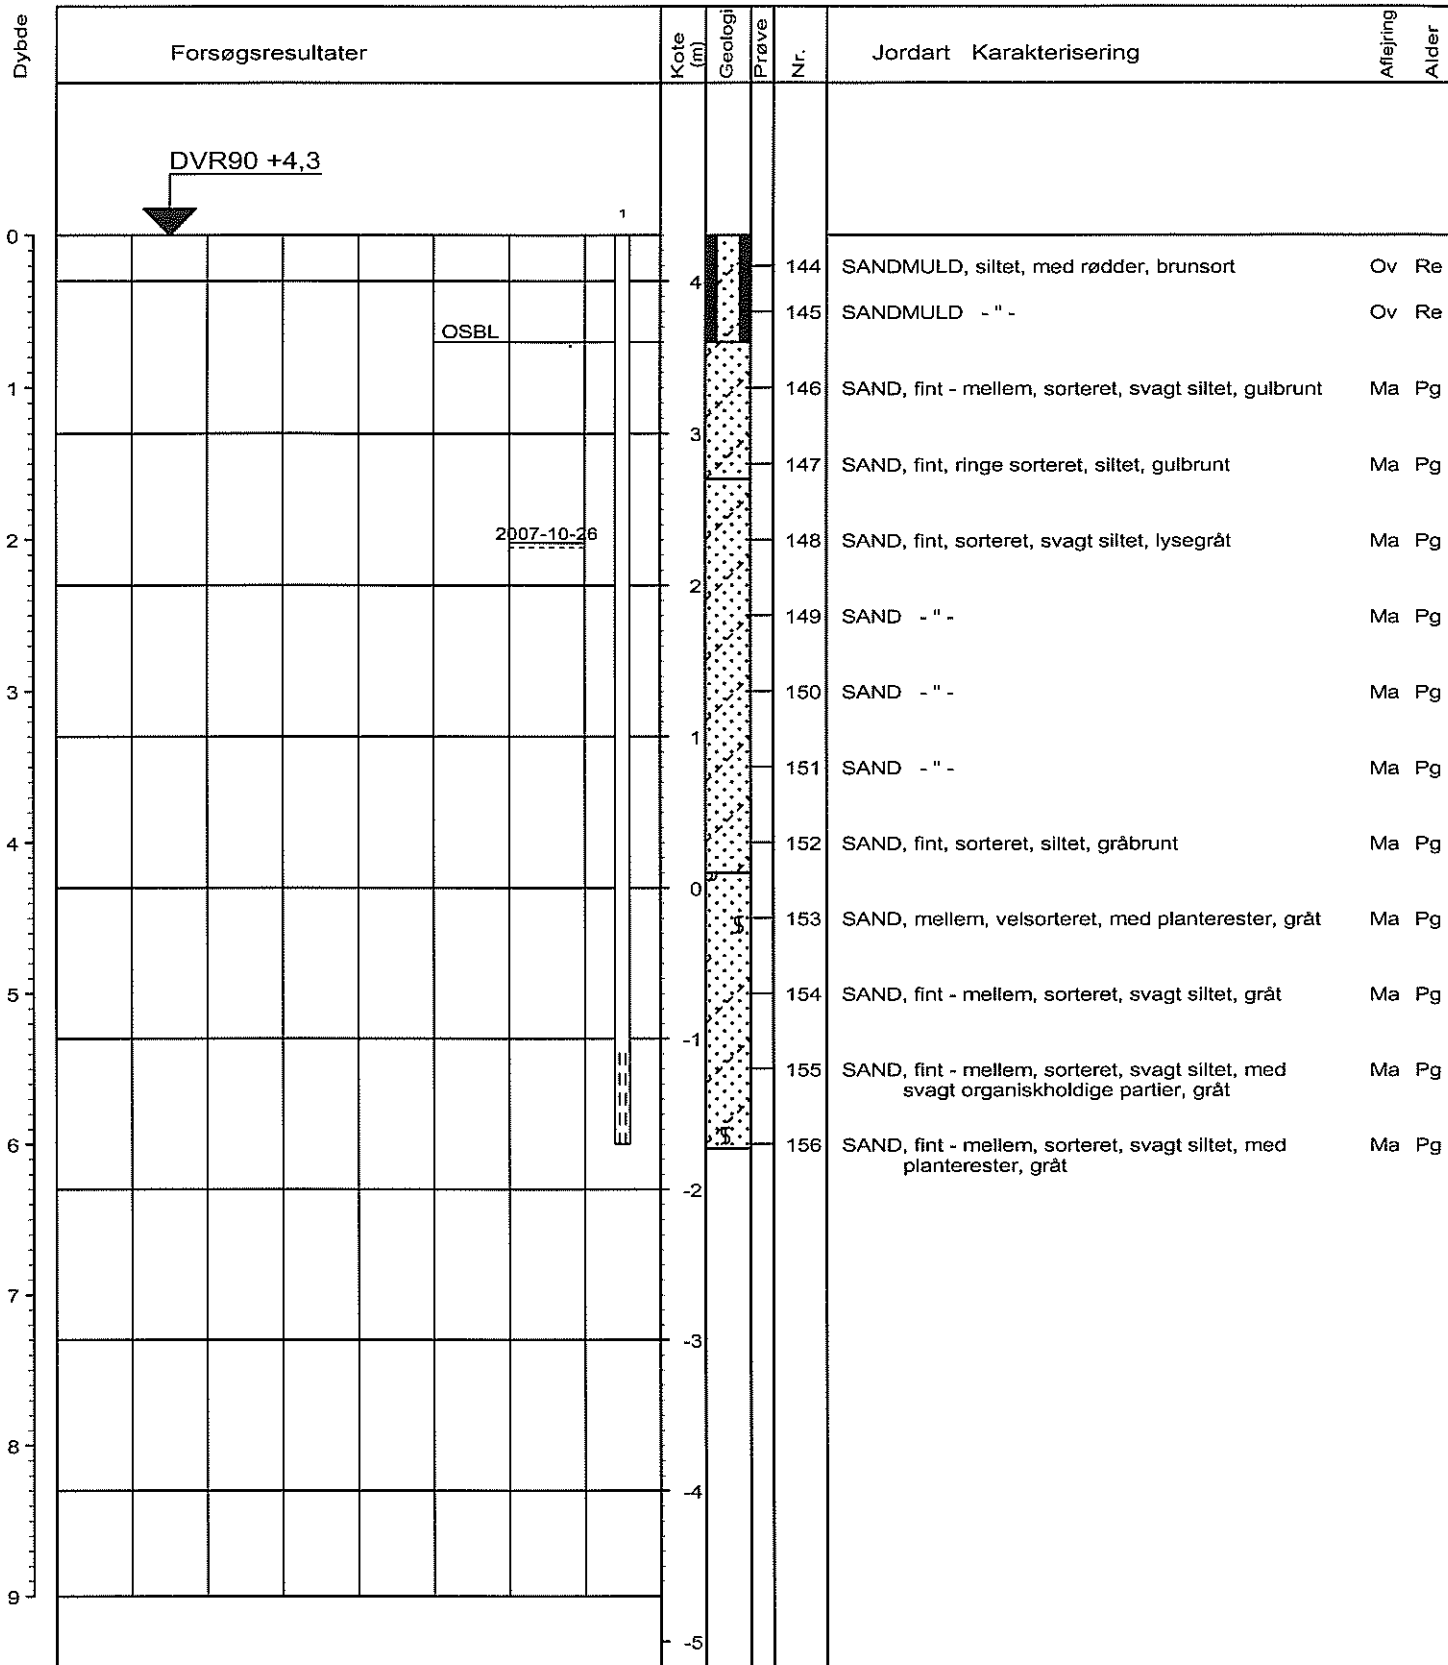 Dybde
Forsøgsresultater
Kote (m)
Geologi
Prøve
Nr.
Jordart Karakterisering
Aflejring
Alder
DVR90 +4,3
1
0
144 SANDMULD, siltet, med rødder, brunsort Ov Re
4
145 SANDMULD - " - Ov Re
OSBL
1
146 SAND, fint - mellem, sorteret, svagt siltet, gulbrunt Ma Pg
3
147 SAND, fint, ringe sorteret, siltet, gulbrunt Ma Pg
2007-10-26
2
148 SAND, fint, sorteret, svagt siltet, lysegråt Ma Pg
2
149 SAND - " - Ma Pg
3
150 SAND - " - Ma Pg
1
151 SAND - " - Ma Pg
4
152 SAND, fint, sorteret, siltet, gråbrunt Ma Pg
0
153 SAND, mellem, velsorteret, med planterester, gråt Ma Pg
5
154 SAND, fint - mellem, sorteret, svagt siltet, gråt Ma Pg
-1
155 SAND, fint - mellem, sorteret, svagt siltet, med Ma Pg
svagt organiskholdige partier, gråt
6
156 SAND, fint - mellem, sorteret, svagt siltet, med Ma Pg
planterester, gråt
-2
7
-3
8
-4
9
-5